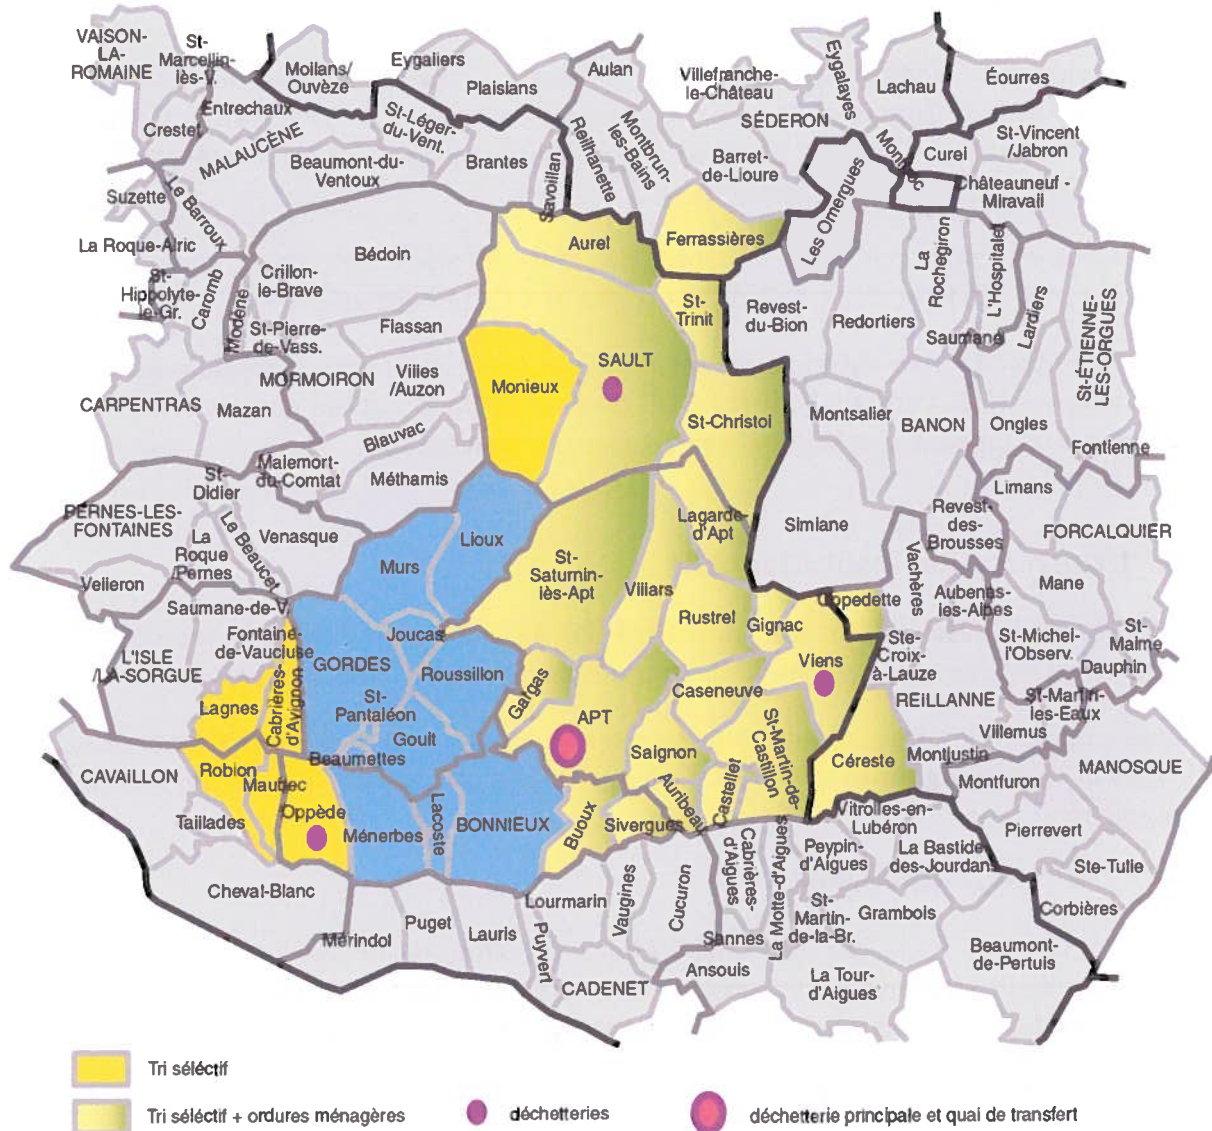 VAISON-
LA-
ROMAINE
St-
Marcellin-
lès-V.
Mollans/
Ouvèze
Eygaliers
Plaisians
Aulan
Villefranche-
le-Château
Eygalayes
Lachau
Éourres
Crestet
Entrechaux
MALAUCÈNE
St-Léger-
du-Vent.
Beaumont-du-
Ventoux
Brantes
Savoillan
Reilhanette
Montbrun-
les-Bains
SÉDERON
Barret-
de-Lioure
Curel
St-Vincent
/Jabron
Châteauneuf -
Miravail
Les Omergues
Suzette
Le Barroux
La Roque-Alric
St-
Hippolyte-
le-Gr.
Caromb
Modène
Crillon-
le-Brave
Bédoin
St-Pierre-
de-Vass.
Flassan
Aurel
Ferrassières
St-
Trinit
Revest-
du-Bion
Redortiers
La
Rochegiron
L'Hospitalet
Saumane
Lardiers
St-ÉTIENNE-
LES-ORGUES
CARPENTRAS
Mazan
MORMOIRON
Villes
/Auzon
Monieux
SAULT
St-Christol
Montsalier
BANON
Ongles
Fontienne
Blauvac
Malemort-
du-Comtat
Méthamis
Limans
St-
Didier
PERNES-LES-
FONTAINES
La
Roque
/Pernes
Le Beaucet
Venasque
Murs
Lioux
St-
Saturnin-
lès-Apt
Villars
Lagarde-
d'Apt
Simiane
Revest-
des-
Brousses
FORCALQUIER
Vachères
Velleron
Saumane-de-V.
Fontaine-
de-Vaucluse
L'ISLE
/LA-SORGUE
Cabrières-
d'Avignon
Lagnes
GORDES
Joucas
Roussillon
St-
Pantaléon
Goult
Beaumettes
Gargas
APT
Rustrel
Gignac
Caseneuve
Oppedette
Viens
Ste-
Croix-
à-Lauze
Aubenas-
les-Alpes
Mane
St-Michel-
l'Observ.
St-
Maime
Dauphin
REILLANNE
St-Martin-
les-Eaux
Villemus
CAVAILLON
Robion
Maubec
Taillades
Oppède
Ménerbes
Lacoste
BONNIEUX
Buoux
Sivergues
Saignon
Auribeau
Castellet
St-Martin-de-
Castillon
Céreste
Montjustin
Montfuron
MANOSQUE
Vitrolles-en-
Lubéron
Pierrevert
Ste-Tulie
Cheval-Blanc
Mérindol
Puget
Lauris
Lourmarin
Puyvert
Vaugines
Cucuron
Cabrières-
d'Aigues
La Motte-d'Aigues
Peypin-
d'Aigues
La Bastide
des-Jourdan
St-
Martin-
de-la-Br.
Grambois
Corbières
Sannes
Ansouis
CADENET
La Tour-
d'Aigues
Beaumont-
de-Pertuis
Tri séléctif
Tri séléctif + ordures ménagères
déchetteries
déchetterie principale et quai de transfert